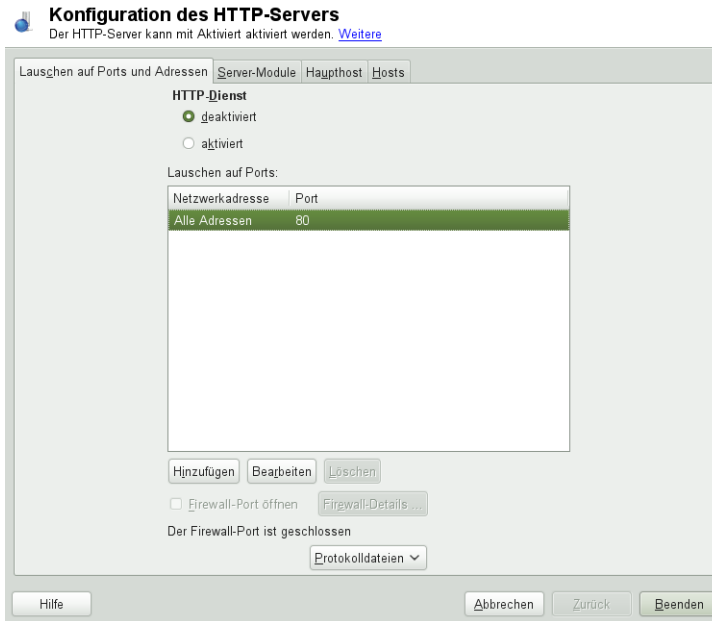 Konfiguration des HTTP-Servers
Der HTTP-Server kann mit Aktiviert aktiviert werden. Weitere
Lauschen auf Ports und Adressen Server-Module Haupthost Hosts
HTTP-Dienst
deaktiviert
aktiviert
Lauschen auf Ports:
Netzwerkadresse Port
Alle Adressen 80
Hinzufügen Bearbeiten Löschen
Firewall-Port öffnen Firewall-Details ...
Der Firewall-Port ist geschlossen
Protokolldateien
Hilfe Abbrechen Zurück Beenden